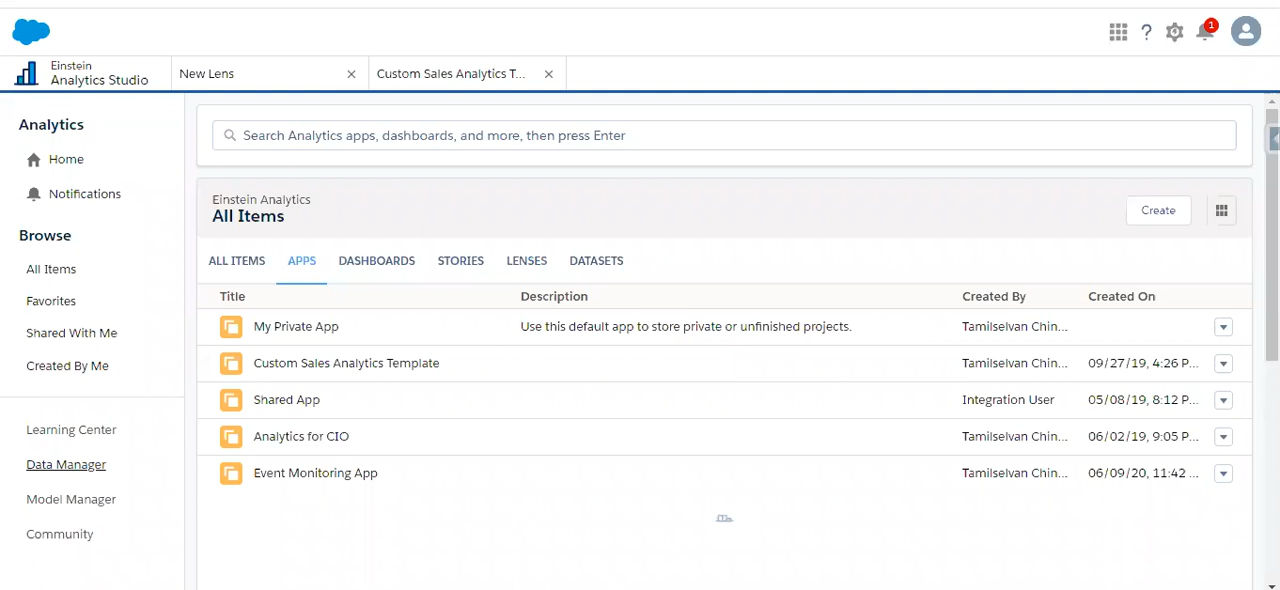 1
Einstein
Analytics Studio
New Lens
Custom Sales Analytics T...
Analytics
Home
Notifications
Browse
All Items
Favorites
Shared With Me
Created By Me
Learning Center
Data Manager
Model Manager
Community
Search Analytics apps, dashboards, and more, then press Enter
Einstein Analytics
All Items
Create
ALL ITEMS APPS DASHBOARDS STORIES LENSES DATASETS
Title Description Created By Created On
My Private App Use this default app to store private or unfinished projects. Tamilselvan Chin...
Custom Sales Analytics Template Tamilselvan Chin... 09/27/19, 4:26 P...
Shared App Integration User 05/08/19, 8:12 P...
Analytics for CIO Tamilselvan Chin... 06/02/19, 9:05 P...
Event Monitoring App Tamilselvan Chin... 06/09/20, 11:42 ...